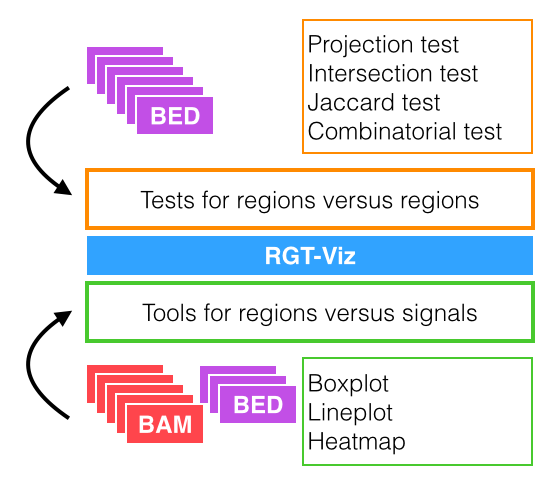 BED
Projection test
Intersection test
Jaccard test
Combinatorial test
Tests for regions versus regions
RGT-Viz
Tools for regions versus signals
BAM
BED
Boxplot
Lineplot
Heatmap